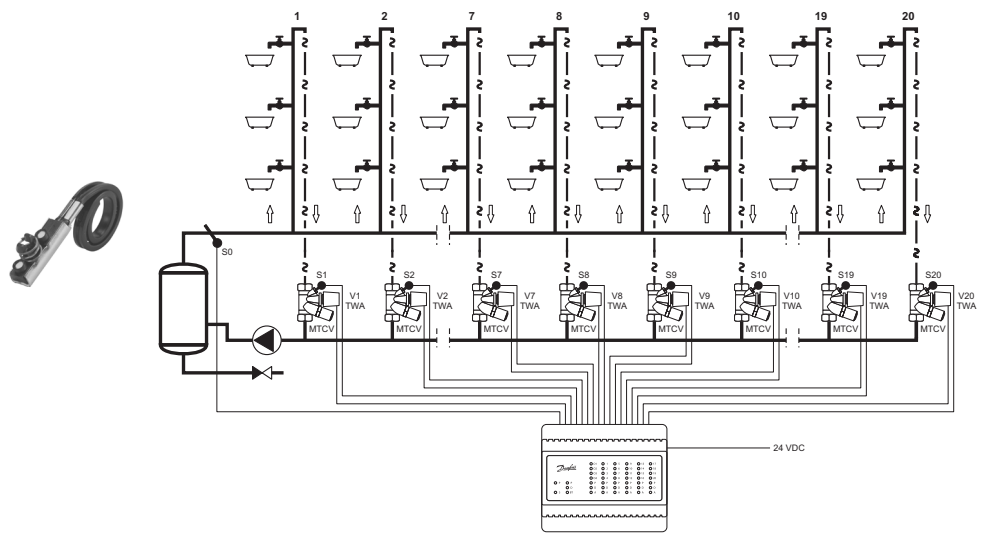 1 2 7 8 9 10 19 20
S0
S1 S2 S7 S8 S9 S10 S19 S20
V1 V2 V7 V8 V9 V10 V19 V20
TWA TWA TWA TWA TWA TWA TWA TWA
MTCV MTCV MTCV MTCV MTCV MTCV MTCV MTCV
24 VDC
Danfoss